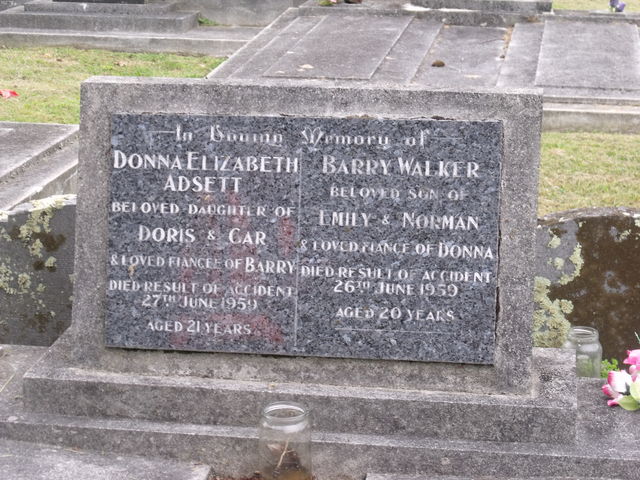 In Loving Memory of
DONNA ELIZABETH
ADSETT
BELOVED DAUGHTER OF
DORIS & CAR
& LOVED FIANCÉE OF BARRY
DIED RESULT OF ACCIDENT
27TH JUNE 1959
AGED 21 YEARS
BARRY WALKER
BELOVED SON OF
EMILY & NORMAN
& LOVED FIANCE OF DONNA
DIED RESULT OF ACCIDENT
26TH JUNE 1959
AGED 20 YEARS